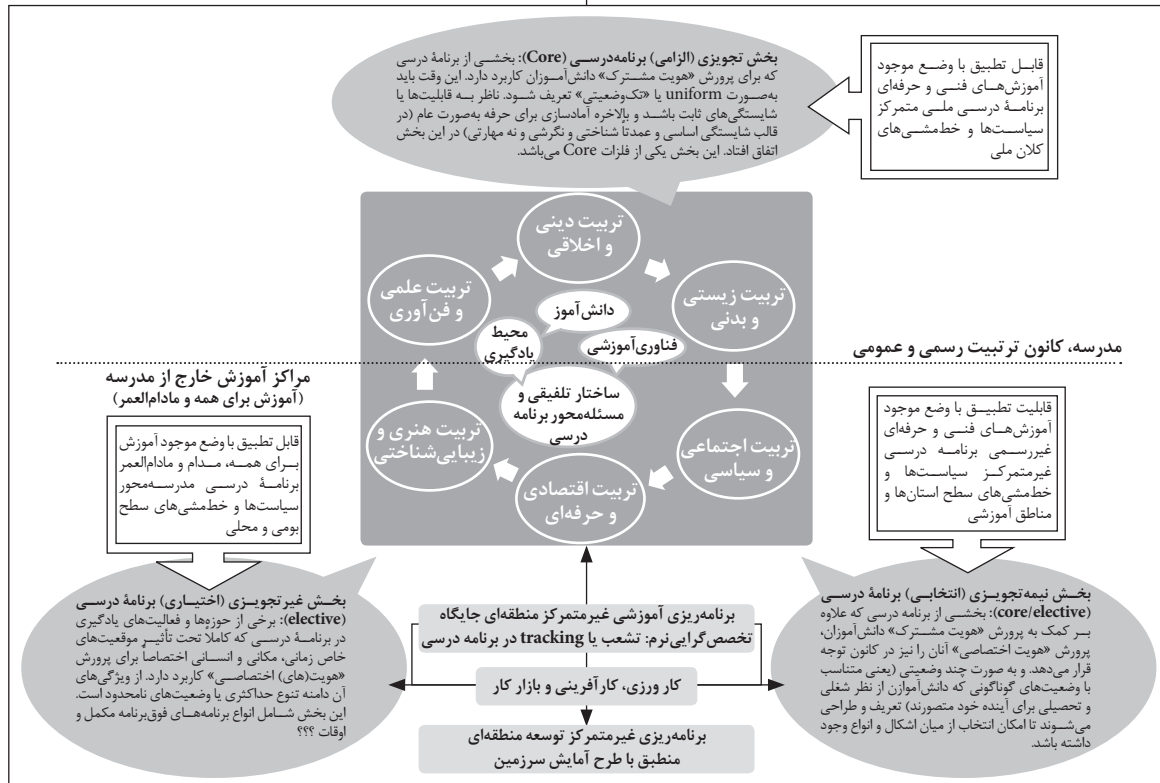 بخش تجویزی (الزامی) برنامه‌درسی (Core): بخشی از برنامهٔ درسی
که برای پرورش «هویت مشترک» دانش‌آموزان کاربرد دارد. این وقت باید
به‌صورت uniform یا «تک‌وضعیتی» تعریف شود. ناظر به قابلیت‌ها یا
شایستگی‌های ثابت باشد و بالاخره آماد‌سازی برای حرفه به‌صورت عام (در
قالب شایستگی اساسی و عمدتاً شناختی و نگرشی و نه مهارتی) در این بخش
اتفاق افتاد. این بخش یکی از فلزات Core می‌باشد.
قابل تطبیق با وضع موجود
آموزش‌های فنی و حرفه‌ای
برنامهٔ درسی ملی متمرکز
سیاست‌ها و خط‌مشی‌های
کلان ملی
تربیت دینی
و اخلاقی
تربیت زیستی
و بدنی
تربیت علمی
و فن‌آوری
دانش‌آموز
محیط
یادگیری
فناوری‌آموزشی
ساختار تلفیقی و
مسئله‌محور برنامه
درسی
تربیت اجتماعی
و سیاسی
تربیت هنری و
زیبایی‌شناختی
تربیت اقتصادی
و حرفه‌ای
مدرسه، کانون ترتبیت رسمی و عمومی
مراکز آموزش خارج از مدرسه
(آموزش برای همه و مادام‌العمر)
قابلیت تطبیق با وضع موجود
آموزش‌های فنی و حرفه‌ای
غیررسمی برنامه درسی
غیرمتمرکز سیاست‌ها و
خط‌مشی‌های سطح استان‌ها و
مناطق آموزشی
قابل تطبیق با وضع موجود آموزش
برای همه، مدام و مادام‌العمر
برنامهٔ درسی مدرسه‌محور
سیاست‌ها و خط‌مشی‌های سطح
بومی و محلی
بخش نیمه‌تجویزی (انتخابی) برنامهٔ درسی
(core/elective): بخشی از برنامه درسی که علاوه
بر کمک به پرورش «هویت مشترک» دانش‌آموزان،
پرورش «هویت اختصاصی» آنان را نیز در کانون توجه
قرار می‌دهد. و به صورت چند وضعیتی (یعنی متناسب
با وضعیت‌های گوناگونی که دانش‌آموازن از نظر شغلی
و تحصیلی برای آینده خود متصورند) تعریف و طراحی
می‌شوند تا امکان انتخاب از میان اشکال و انواع وجود
داشته باشد.
برنامه‌ریزی آموزشی غیرمتمرکز منطقه‌ای جایگاه
تخصص‌گرایی‌نرم: تشعب یا tracking در برنامه درسی
کار ورزی، کارآفرینی و بازار کار
برنامه‌ریزی غیرمتمرکز توسعه منطقه‌ای
منطبق با طرح آمایش سرزمین
بخش غیرتجویزی (اختیاری) برنامهٔ درسی
(elective): برخی از حوزه‌ها و فعالیت‌های یادگیری
در برنامهٔ درسی که کاملا تحت تأثیر موقعیت‌های
خاص زمانی، مکانی و انسانی اختصاصاً برای پرورش
«هویت(های) اختصاصی» کاربرد دارد. از ویژگی‌های
آن دامنه تنوع حداکثری یا وضعیت‌های نامحدود است.
این بخش شامل انواع برنامه‌های فوق‌برنامه مکمل و
اوقات ؟؟؟